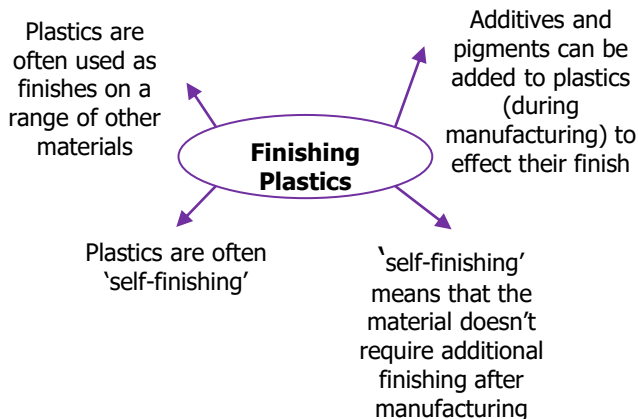 Plastics are
often used as
finishes on a
range of other
materials
Additives and
pigments can be
added to plastics
(during
manufacturing) to
effect their finish
Finishing
Plastics
Plastics are often
‘self-finishing’
‘self-finishing’
means that the
material doesn’t
require additional
finishing after
manufacturing